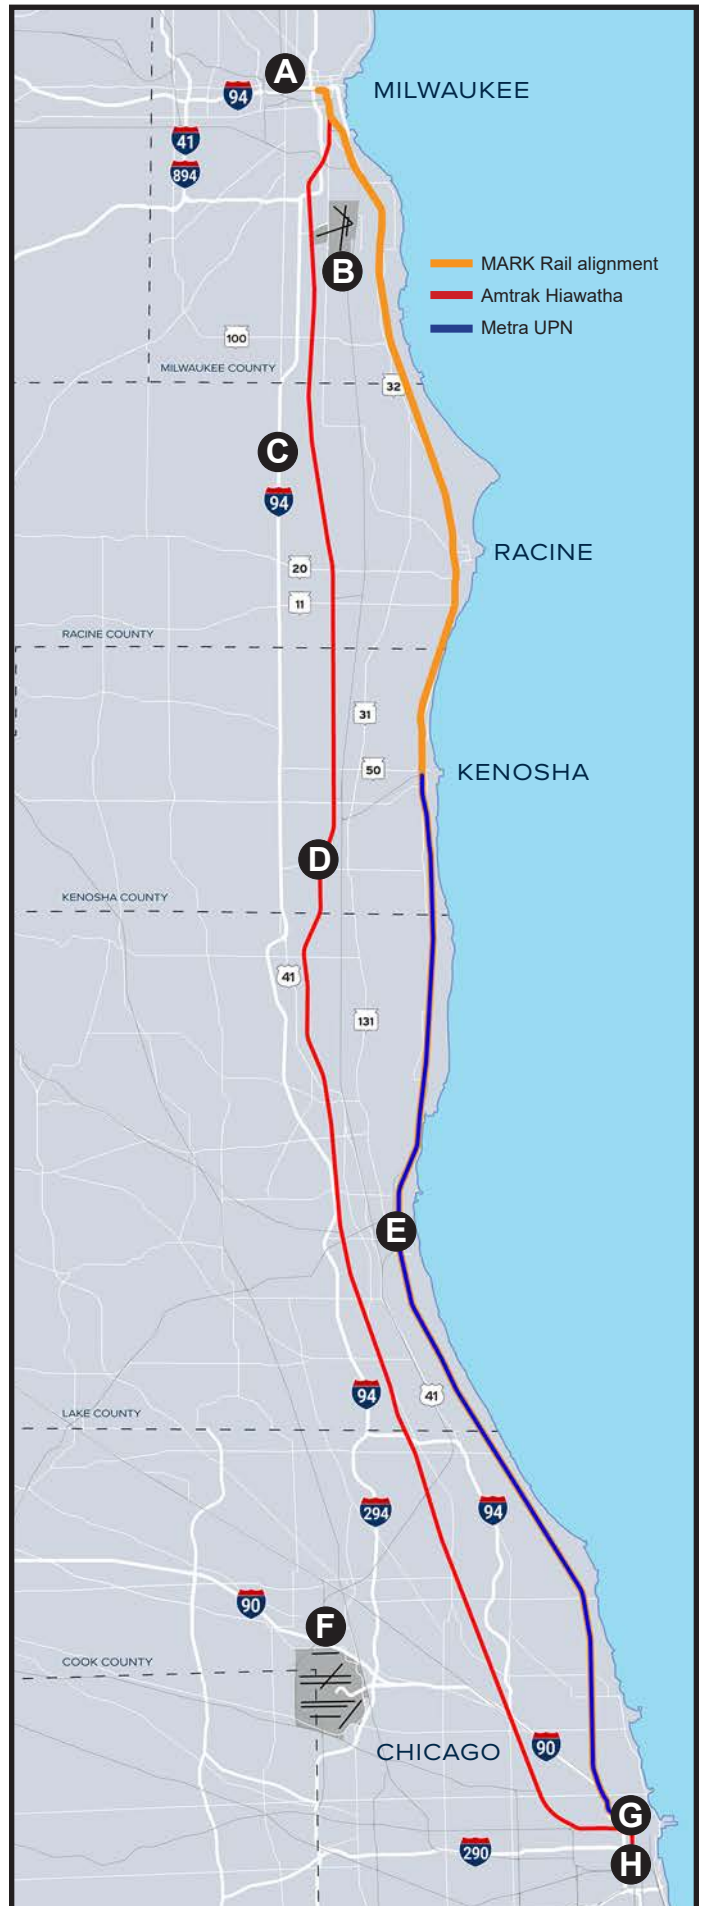 A
MILWAUKEE
94
41
894
B
MARK Rail alignment
Amtrak Hiawatha
Metra UPN
100
MILWAUKEE COUNTY
32
C
94
RACINE
20
11
RACINE COUNTY
31
50
KENOSHA
D
KENOSHA COUNTY
41
131
E
94
41
LAKE COUNTY
294
94
90
F
COOK COUNTY
CHICAGO
90
G
290
H